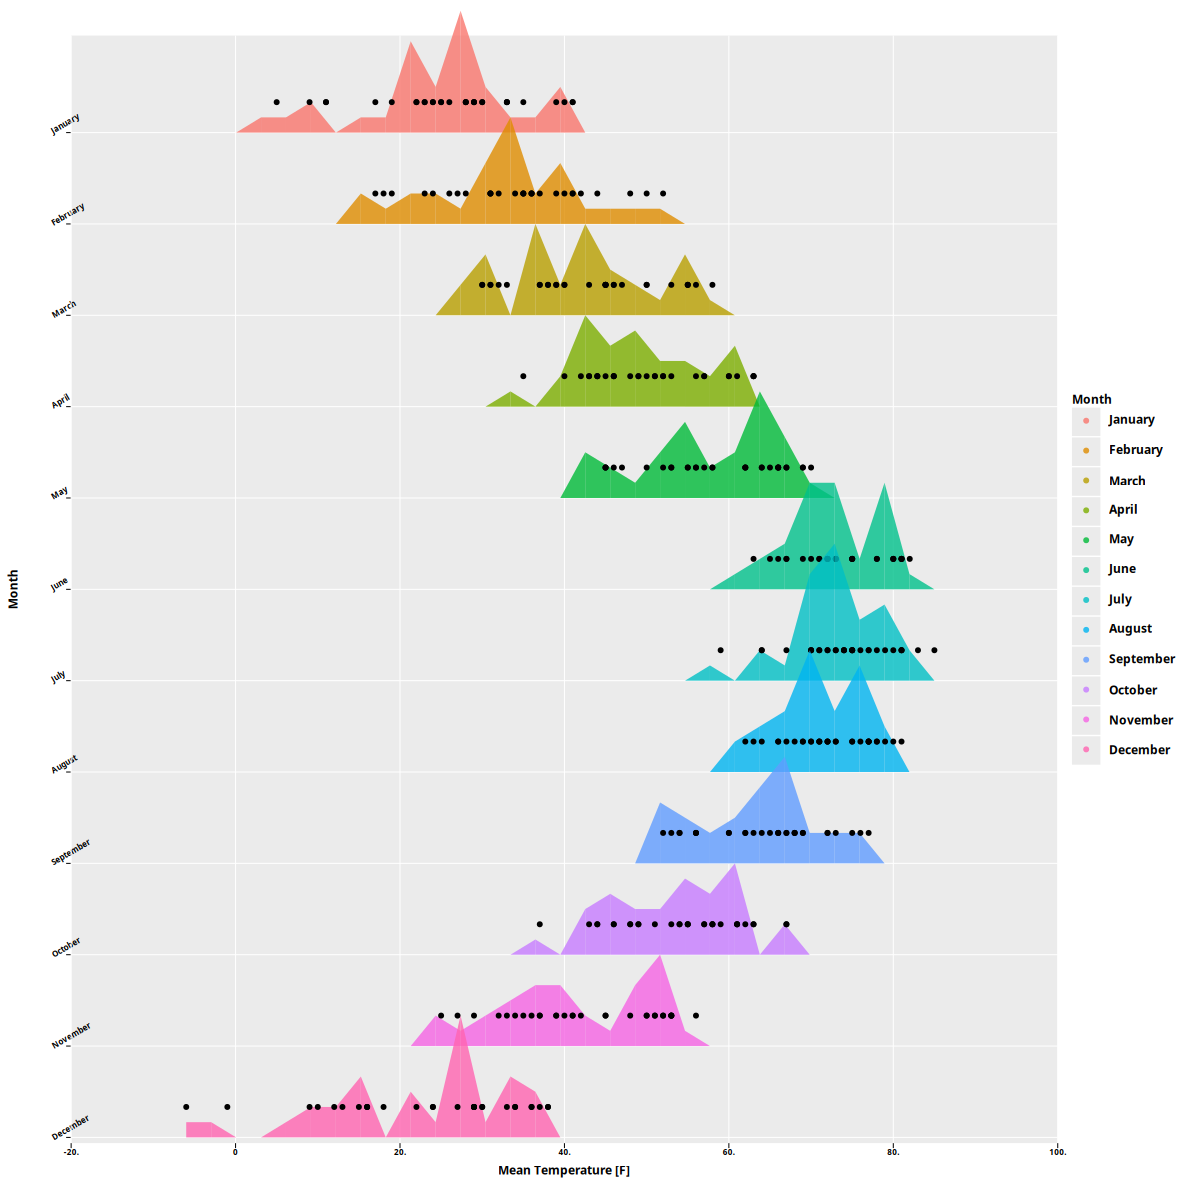 January
February
March
April
May
June
July
August
September
October
November
December
Month
-20.
0
20.
40.
60.
80.
100.
Mean Temperature [F]
Month
January
February
March
April
May
June
July
August
September
October
November
December